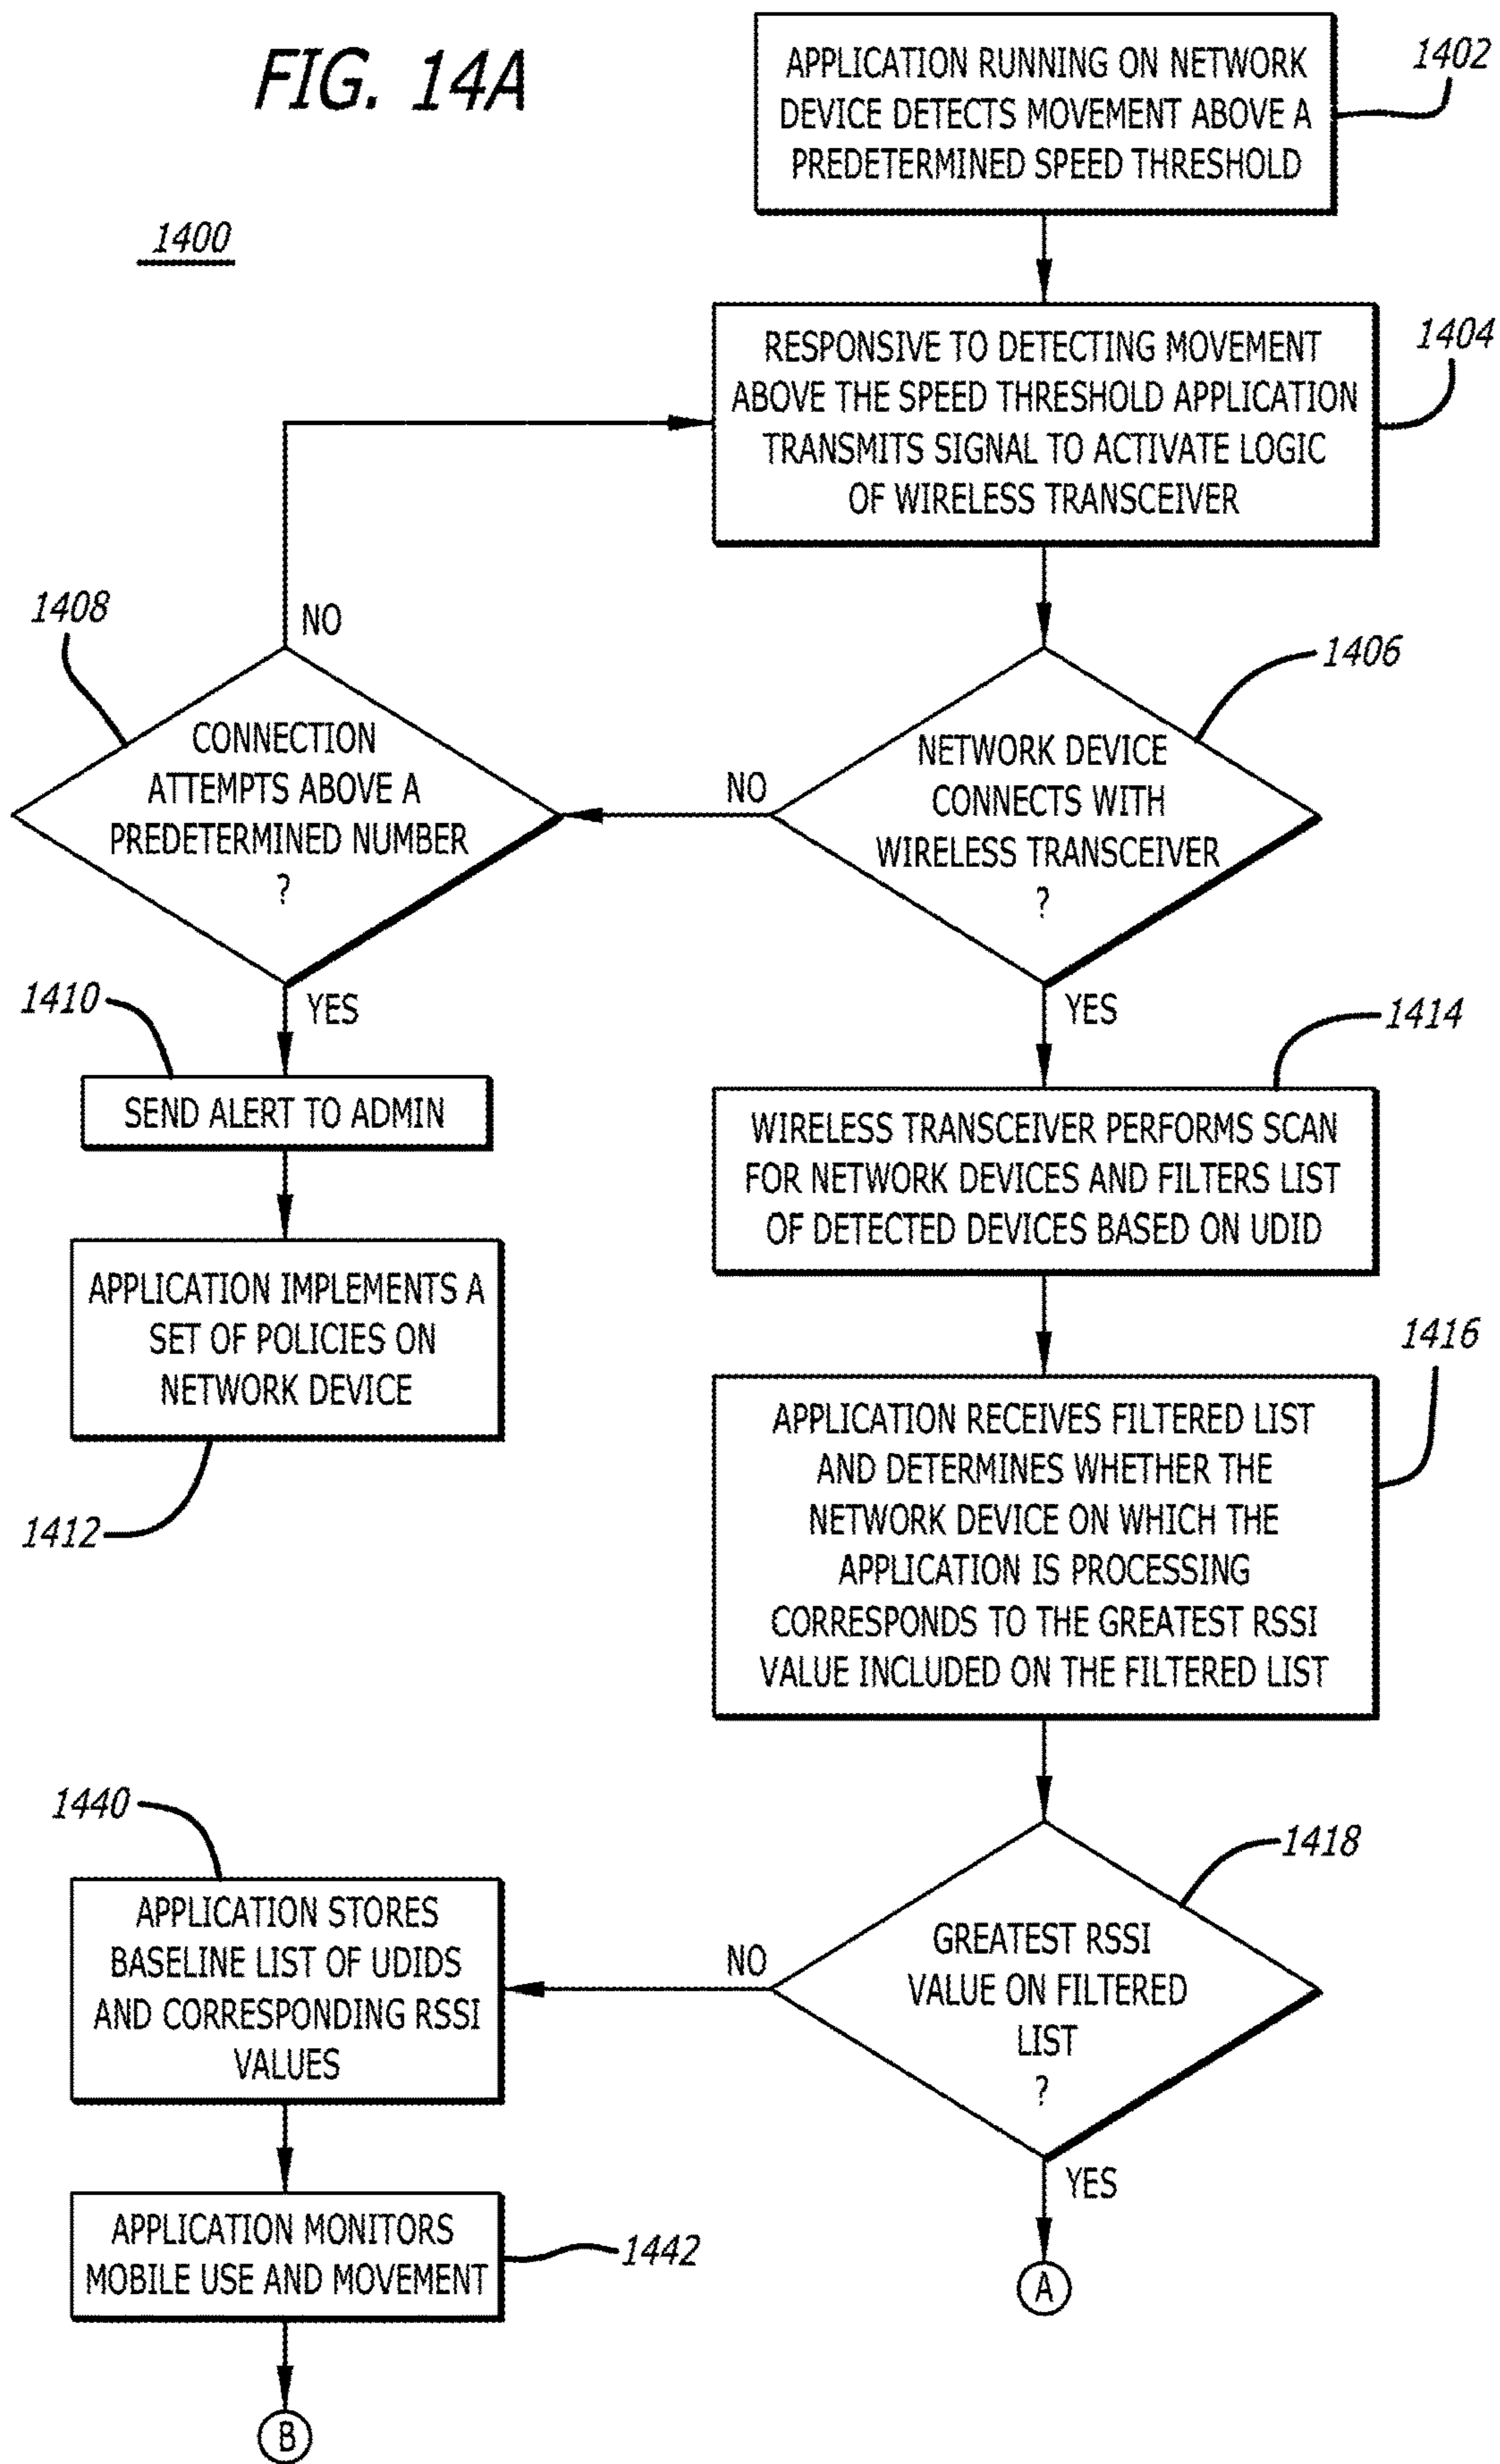 FIG. 14A
1400
APPLICATION RUNNING ON NETWORK
DEVICE DETECTS MOVEMENT ABOVE A
PREDETERMINED SPEED THRESHOLD
1402
RESPONSIVE TO DETECTING MOVEMENT
ABOVE THE SPEED THRESHOLD APPLICATION
TRANSMITS SIGNAL TO ACTIVATE LOGIC
OF WIRELESS TRANSCEIVER
1404
NETWORK DEVICE
CONNECTS WITH
WIRELESS TRANSCEIVER
?
1406
NO
YES
CONNECTION
ATTEMPTS ABOVE A
PREDETERMINED NUMBER
?
1408
NO
YES
SEND ALERT TO ADMIN
1410
APPLICATION IMPLEMENTS A
SET OF POLICIES ON
NETWORK DEVICE
1412
WIRELESS TRANSCEIVER PERFORMS SCAN
FOR NETWORK DEVICES AND FILTERS LIST
OF DETECTED DEVICES BASED ON UDID
1414
APPLICATION RECEIVES FILTERED LIST
AND DETERMINES WHETHER THE
NETWORK DEVICE ON WHICH THE
APPLICATION IS PROCESSING
CORRESPONDS TO THE GREATEST RSSI
VALUE INCLUDED ON THE FILTERED LIST
1416
GREATEST RSSI
VALUE ON FILTERED
LIST
?
1418
NO
YES
A
APPLICATION STORES
BASELINE LIST OF UDIDS
AND CORRESPONDING RSSI
VALUES
1440
APPLICATION MONITORS
MOBILE USE AND MOVEMENT
1442
B